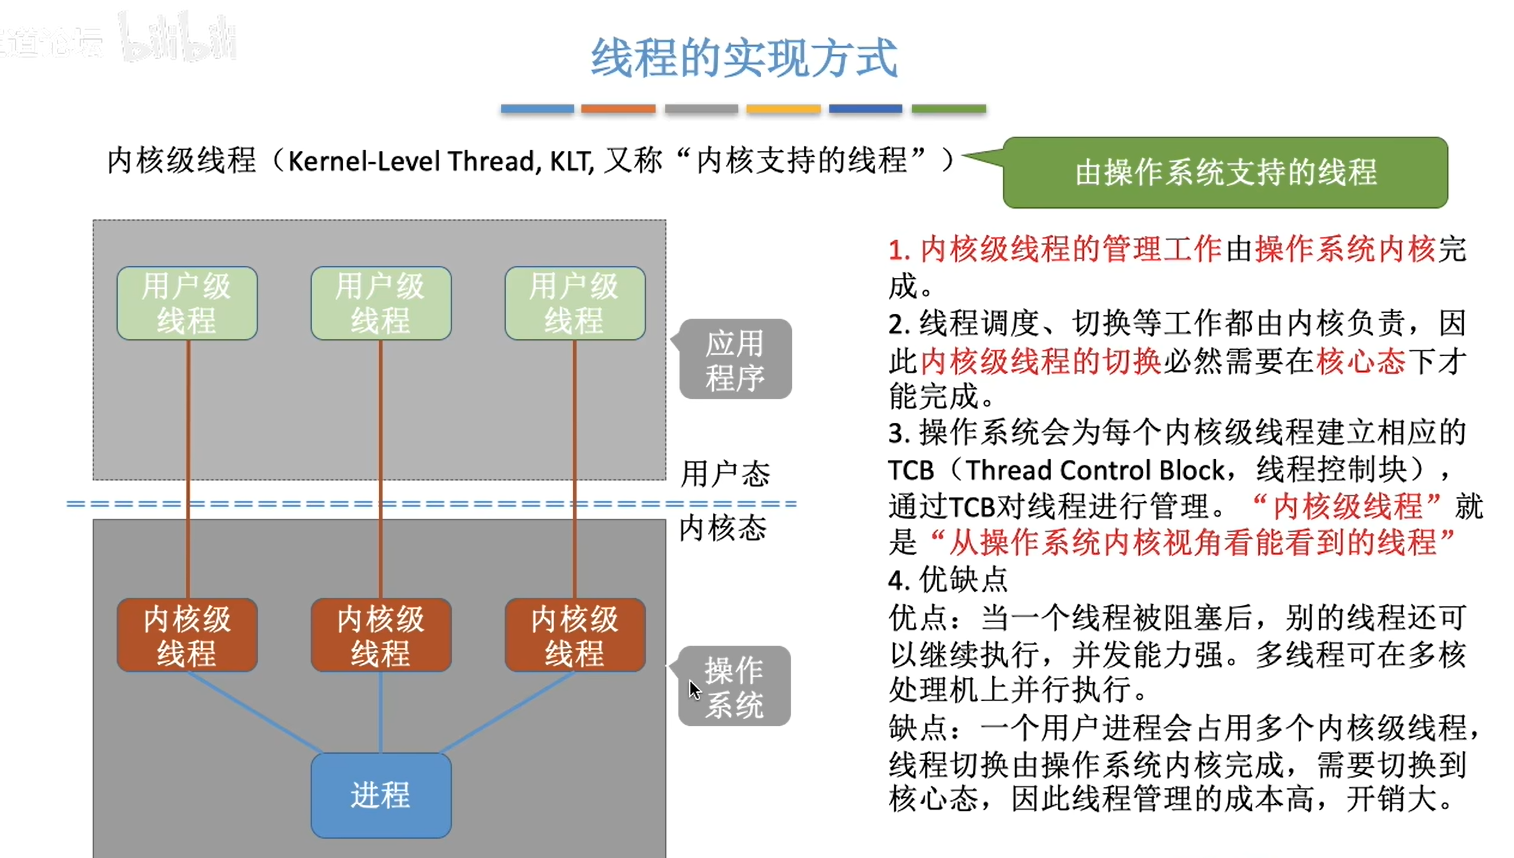 道论坛 bilibili
线程的实现方式
内核级线程（Kernel-Level Thread, KLT, 又称“内核支持的线程”）
由操作系统支持的线程
用户级
线程
用户级
线程
用户级
线程
应用
程序
用户态
内核态
内核级
线程
内核级
线程
内核级
线程
操作
系统
进程
1. 内核级线程的管理工作由操作系统内核完
成。
2. 线程调度、切换等工作都由内核负责，因
此内核级线程的切换必然需要在核心态下才
能完成。
3. 操作系统会为每个内核级线程建立相应的
TCB（Thread Control Block，线程控制块），
通过TCB对线程进行管理。“内核级线程”就
是“从操作系统内核视角看能看到的线程”
4. 优缺点
优点：当一个线程被阻塞后，别的线程还可
以继续执行，并发能力强。多线程可在多核
处理机上并行执行。
缺点：一个用户进程会占用多个内核级线程，
线程切换由操作系统内核完成，需要切换到
核心态，因此线程管理的成本高，开销大。